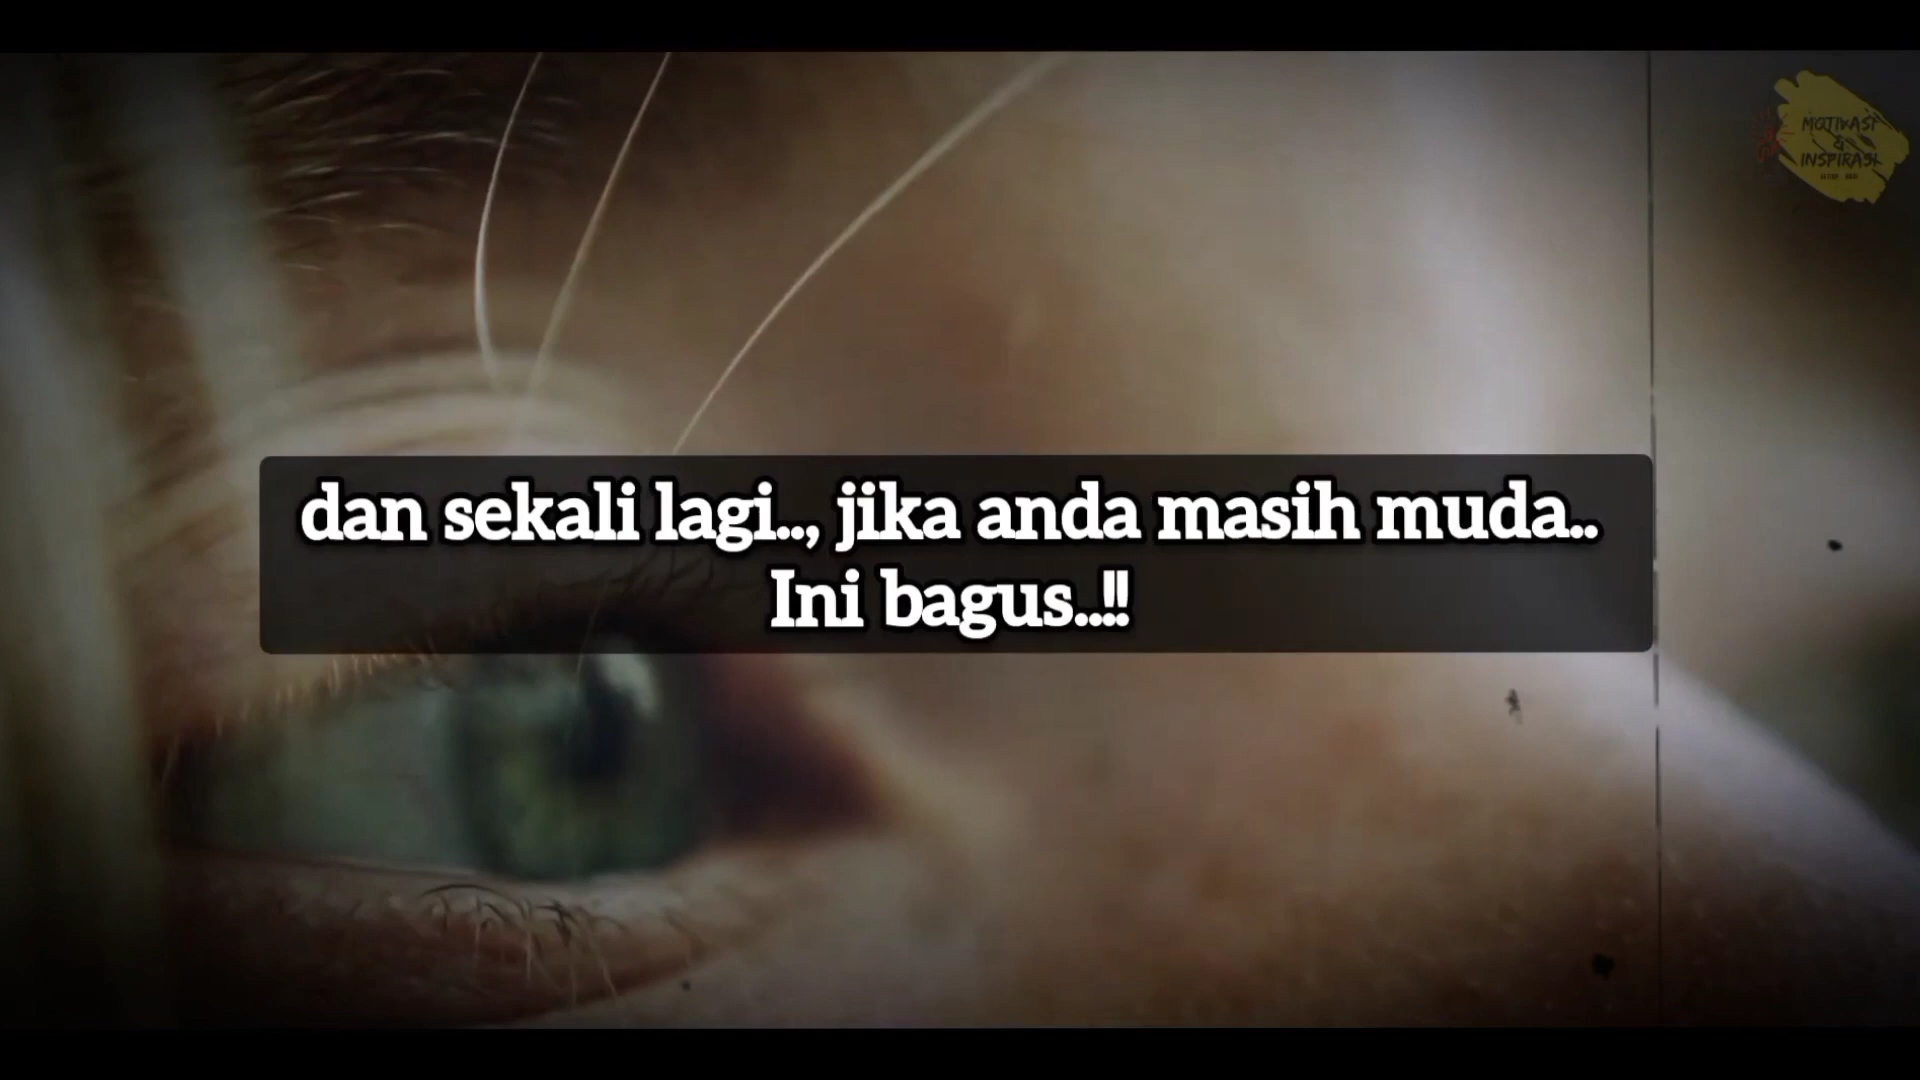 MOTIVASI
&
INSPIRASI
dan sekali lagi.., jika anda masih muda..
Ini bagus..!!